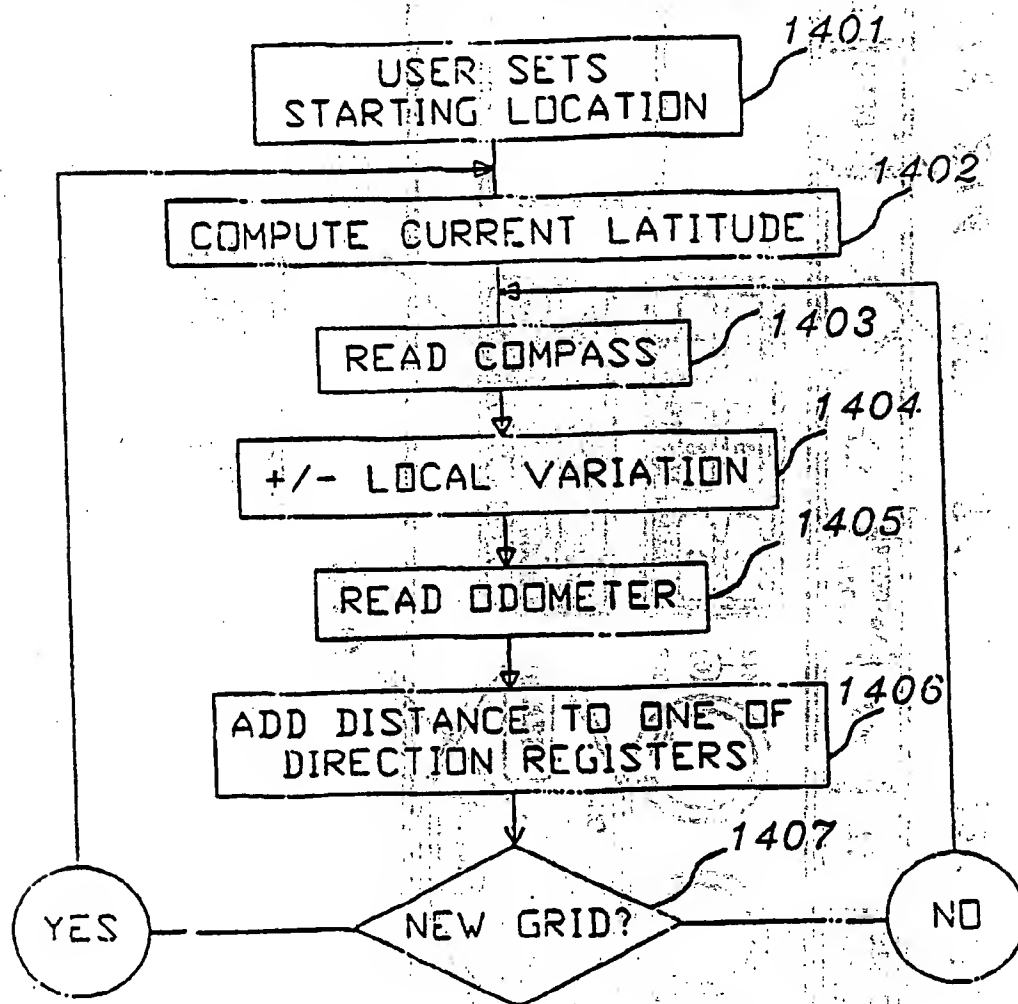 1401
USER SETS
STARTING LOCATION
1402
COMPUTE CURRENT LATITUDE
1403
READ COMPASS
1404
+/- LOCAL VARIATION
1405
READ ODOMETER
1406
ADD DISTANCE TO ONE OF
DIRECTION REGISTERS
1407
YES
NEW GRID?
NO